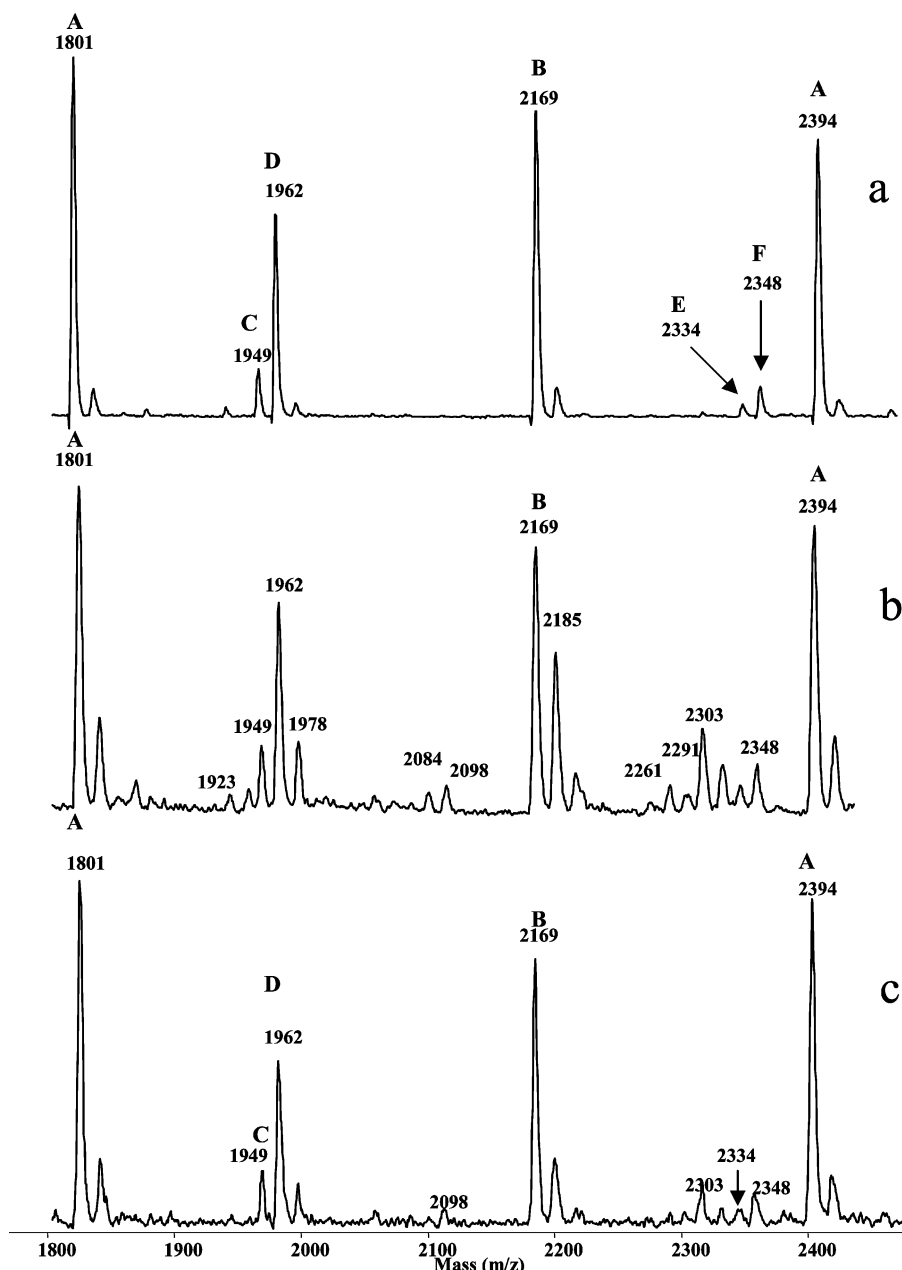 A
1801
B
2169
A
2394
D
1962
a
F
2348
E
2334
C
1949
A
1801
B
2169
A
2394
1962
b
2185
1949
1978
2303
2084
2291
2348
2098
2261
1923
A
1801
A
2394
B
2169
D
c
1962
C
1949
2334
2303
2348
2098
1800
1900
2000
2100
2200
2300
2400
Mass (m/z)